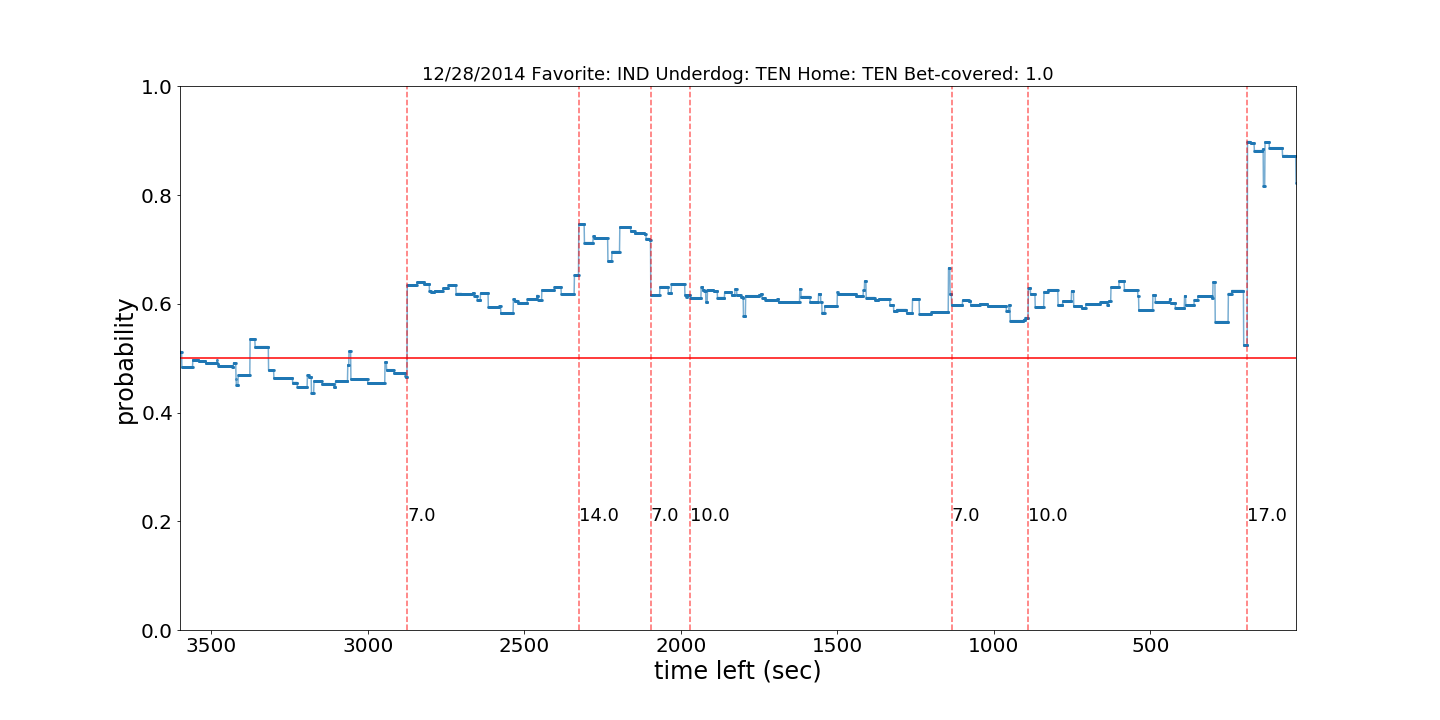 12/28/2014 Favorite: IND Underdog: TEN Home: TEN Bet-covered: 1.0
1.0
0.8
0.6
0.4
0.2
0.0
probability
7.0 14.0 7.0 10.0 7.0 10.0 17.0
3500 3000 2500 2000 1500 1000 500
time left (sec)